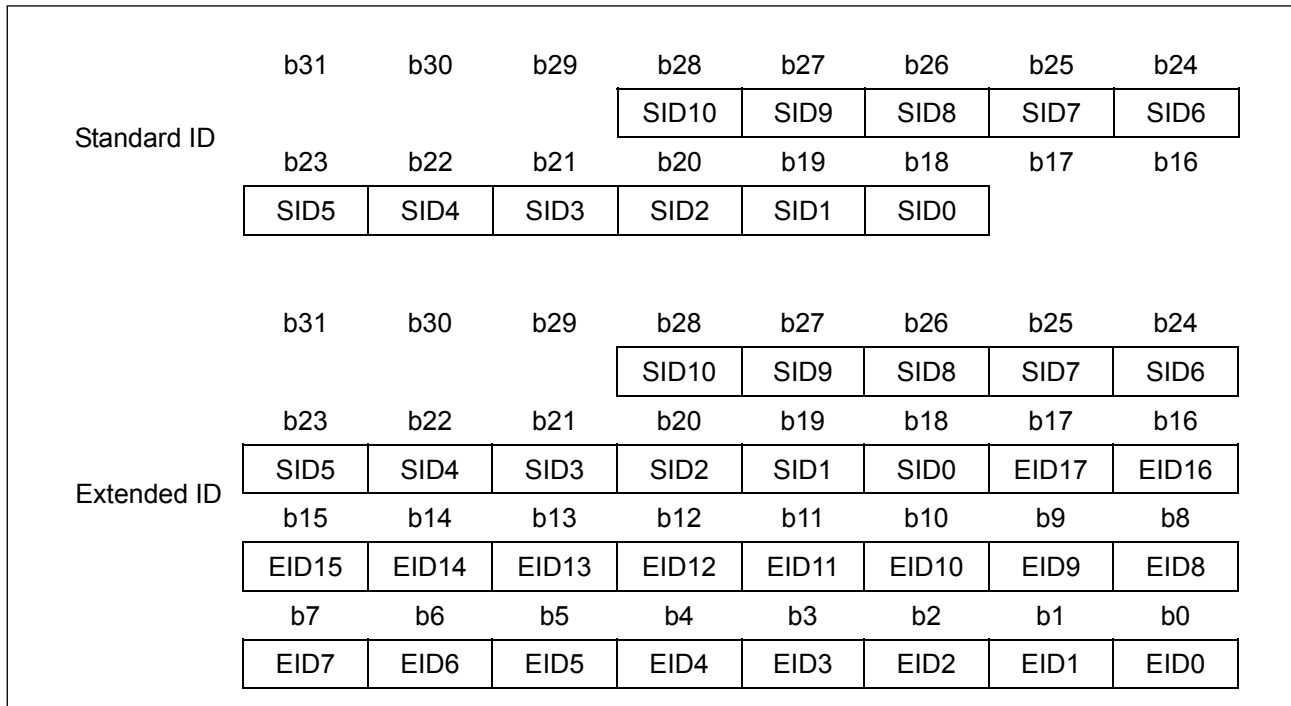 b31 b30 b29 b28 b27 b26 b25 b24
SID10 SID9 SID8 SID7 SID6
Standard ID
b23 b22 b21 b20 b19 b18 b17 b16
SID5 SID4 SID3 SID2 SID1 SID0
b31 b30 b29 b28 b27 b26 b25 b24
SID10 SID9 SID8 SID7 SID6
b23 b22 b21 b20 b19 b18 b17 b16
SID5 SID4 SID3 SID2 SID1 SID0 EID17 EID16
Extended ID
b15 b14 b13 b12 b11 b10 b9 b8
EID15 EID14 EID13 EID12 EID11 EID10 EID9 EID8
b7 b6 b5 b4 b3 b2 b1 b0
EID7 EID6 EID5 EID4 EID3 EID2 EID1 EID0